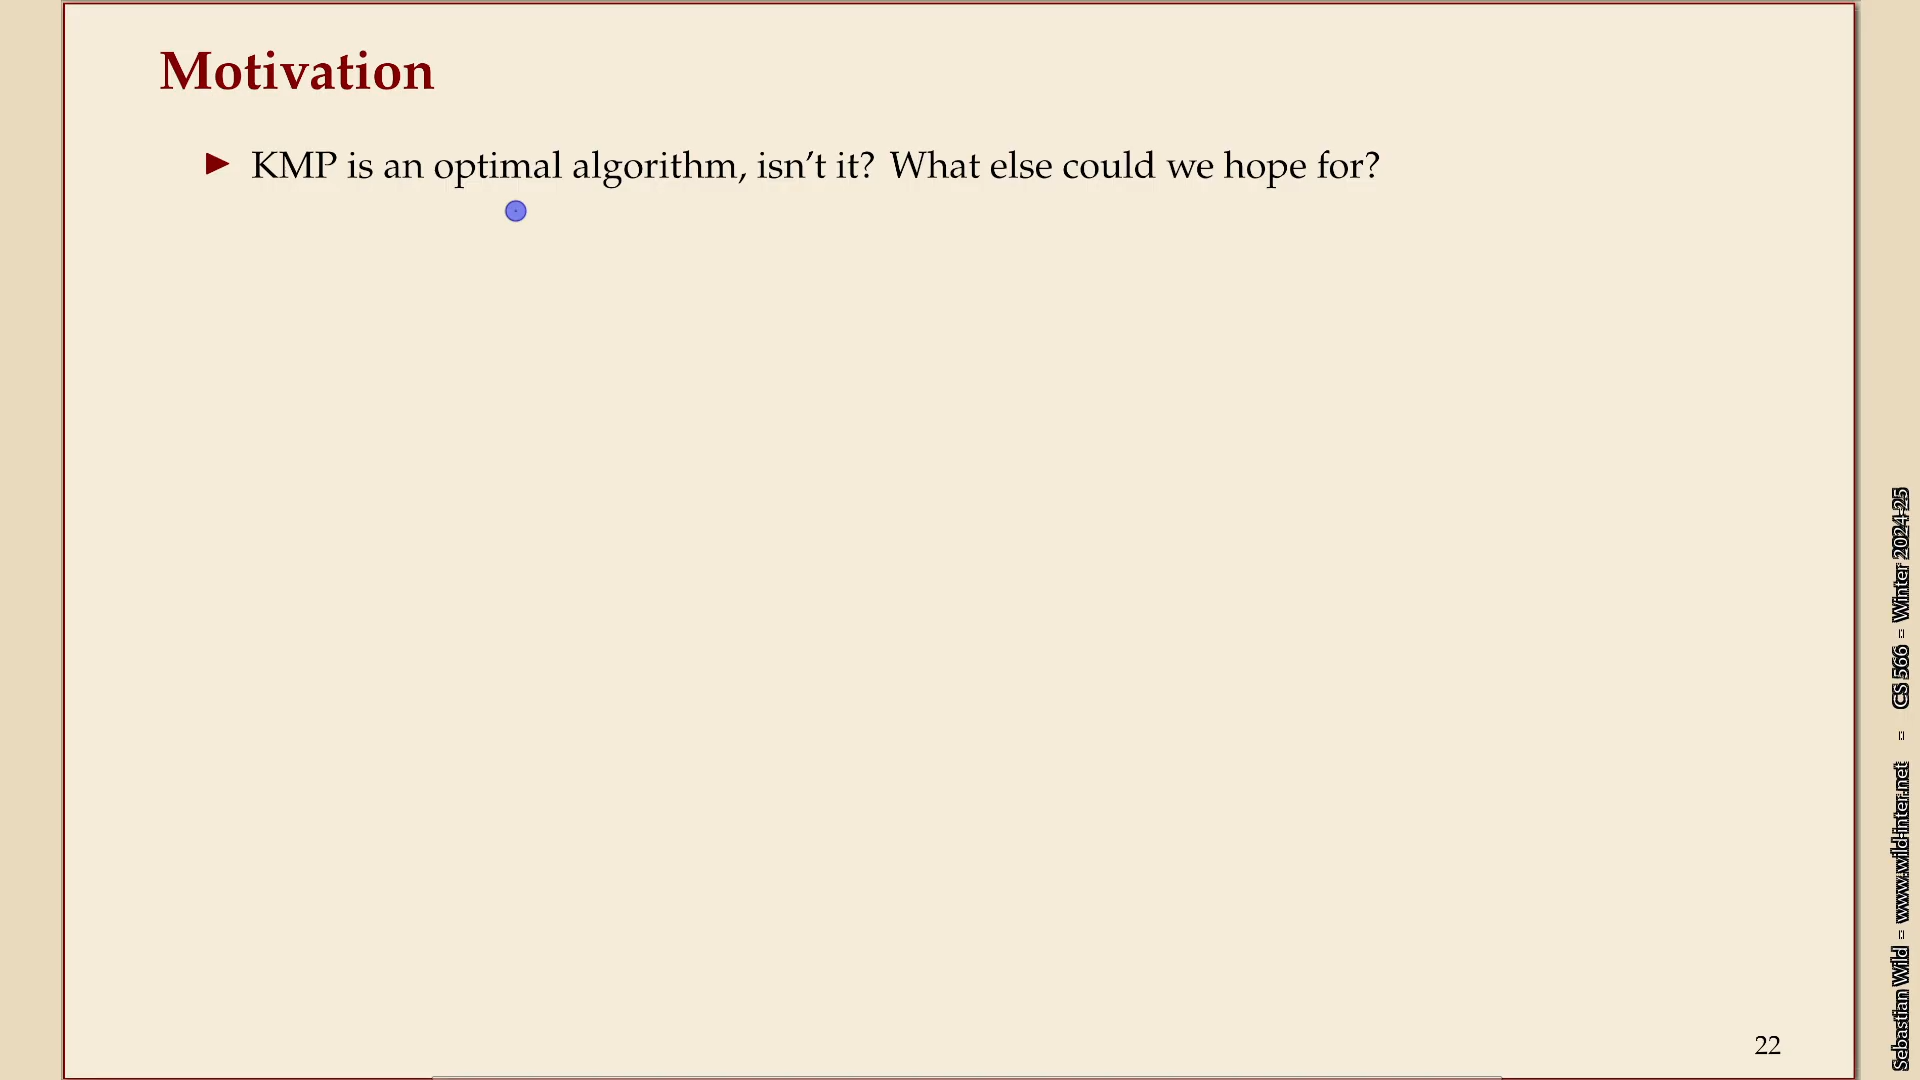 Motivation
▶ KMP is an optimal algorithm, isn't it? What else could we hope for?
22
Sebastian Wild – www.wild-inter.net – CS 566 – Winter 2024-25